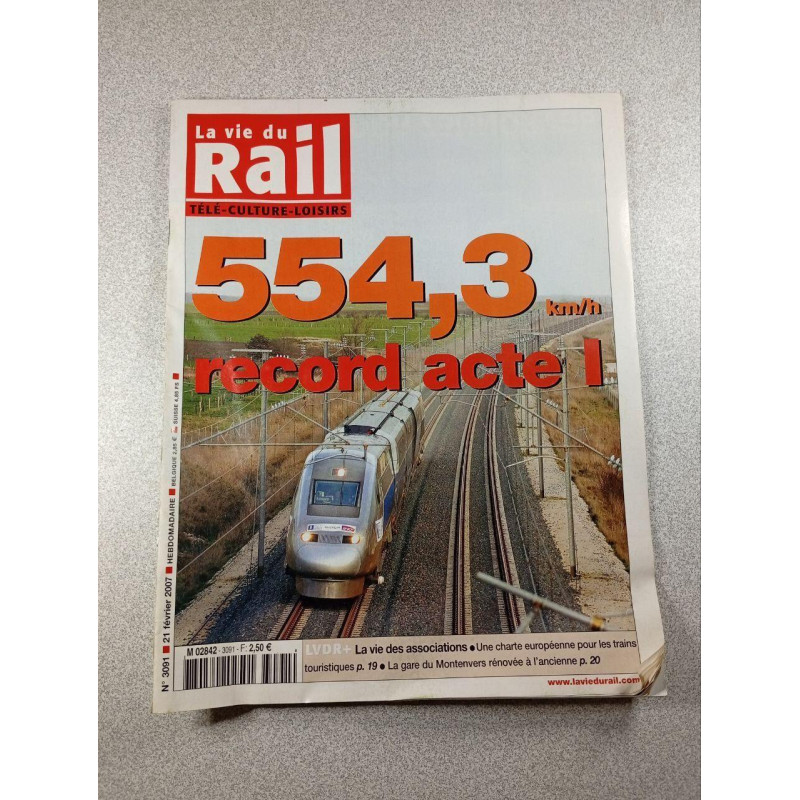 La vie du
Rail
TÉLÉ-CULTURE-LOISIRS
554,3 km/h
record acte I
N° 3091 ■ 21 février 2007 ■ HEBDOMADAIRE ■ BELGIQUE 2,85 € ■ SUISSE 4,85 FS ■
M 02842 - 3091 - F: 2,50 €
LVDR+ La vie des associations ● Une charte européenne pour les trains
touristiques p. 19 ● La gare du Montenvers rénovée à l'ancienne p. 20
www.laviedurail.com